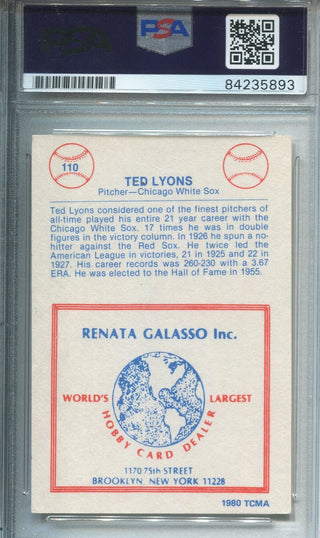 PSA
PSA
84235893
110
TED LYONS
Pitcher—Chicago White Sox
Ted Lyons considered one of the finest pitchers of
all-time played his entire 21 year career with the
Chicago White Sox. 17 times he was in double
figures in the victory column. In 1926 he spun a no-
hitter against the Red Sox. He twice led the
American League in victories, 21 in 1925 and 22 in
1927. His career records was 260-230 with a 3.67
ERA. He was elected to the Hall of Fame in 1955.
RENATA GALASSO Inc.
WORLD'S LARGEST
HOBBY CARD DEALER
1170 75th STREET
BROOKLYN, NEW YORK 11228
1980 TCMA